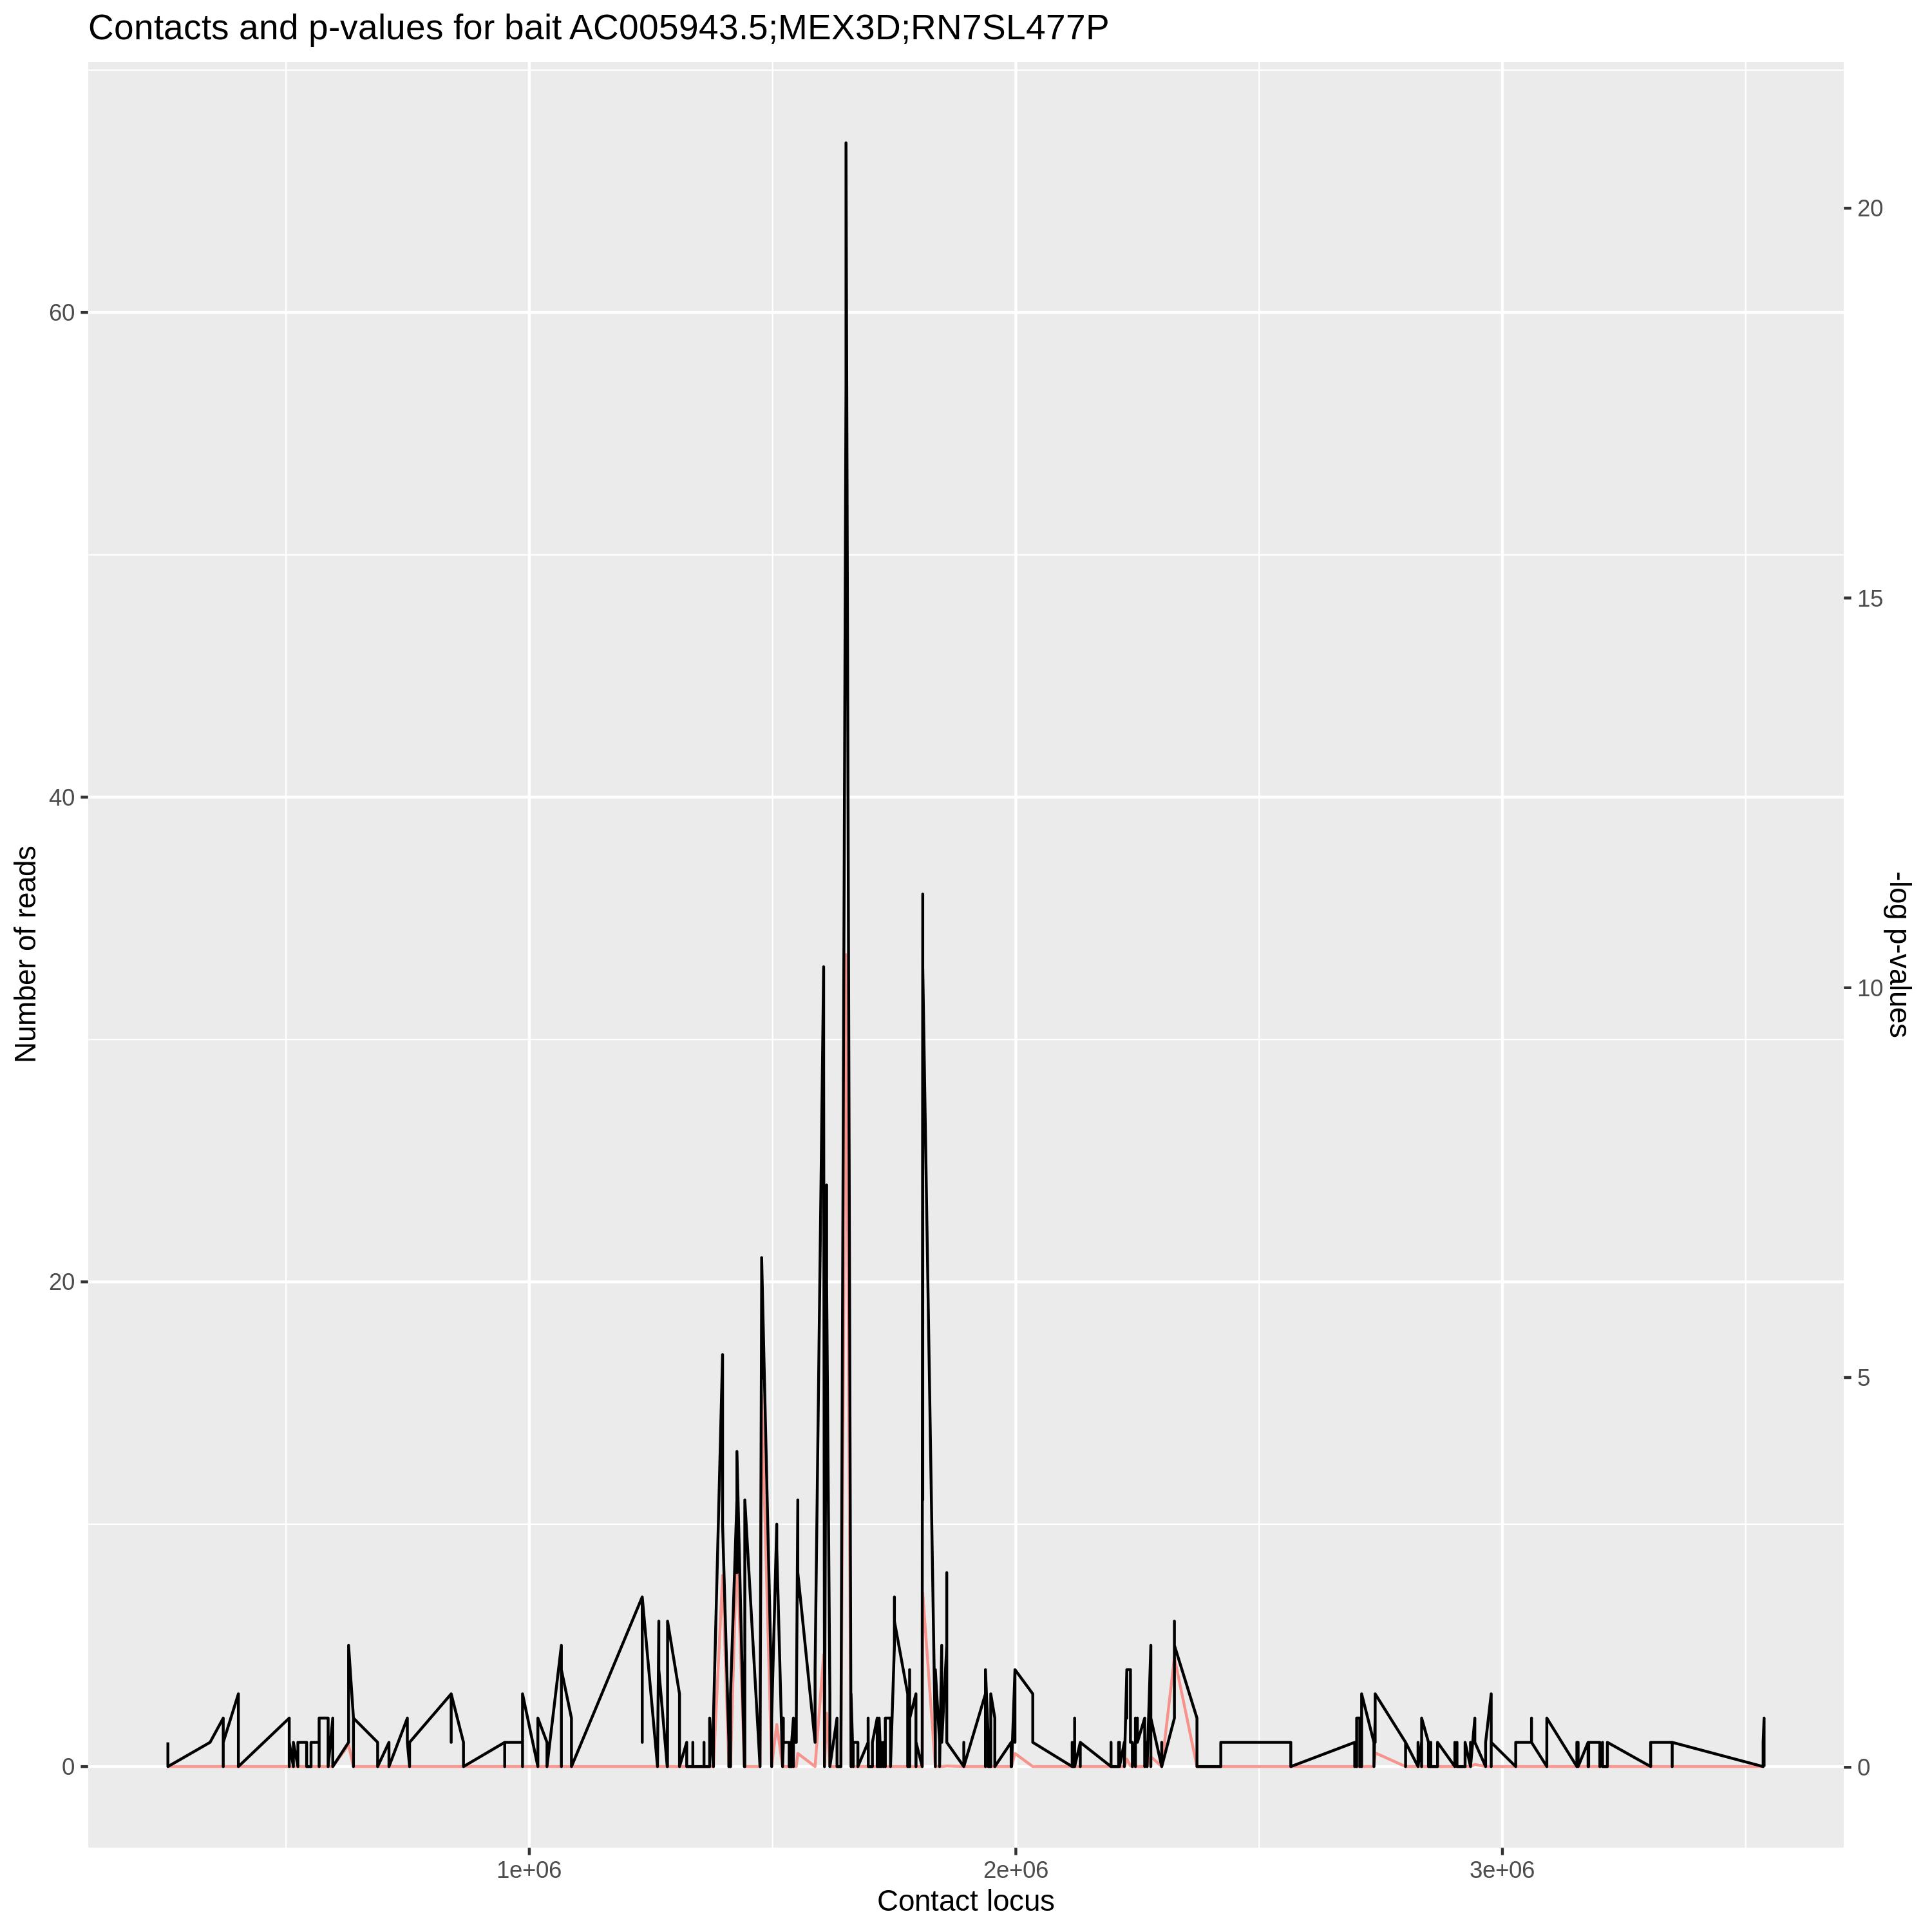 Contacts and p-values for bait AC005943.5;MEX3D;RN7SL477P
60
40
20
0
Number of reads
20
15
10
5
0
-log p-values
1e+06
2e+06
3e+06
Contact locus